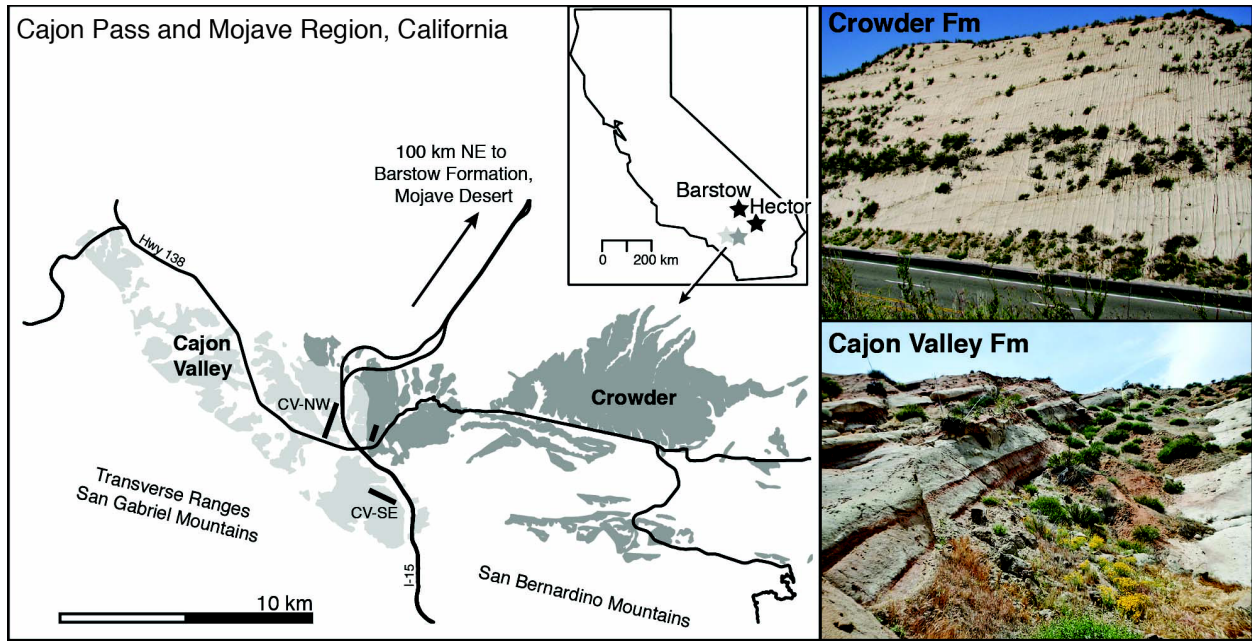 Cajon Pass and Mojave Region, California
100 km NE to
Barstow Formation,
Mojave Desert
Barstow
Hector
0 200 km
Hwy 138
Cajon
Valley
CV-NW
Crowder
CV-SE
Transverse Ranges
San Gabriel Mountains
I-15
San Bernardino Mountains
10 km
Crowder Fm
Cajon Valley Fm